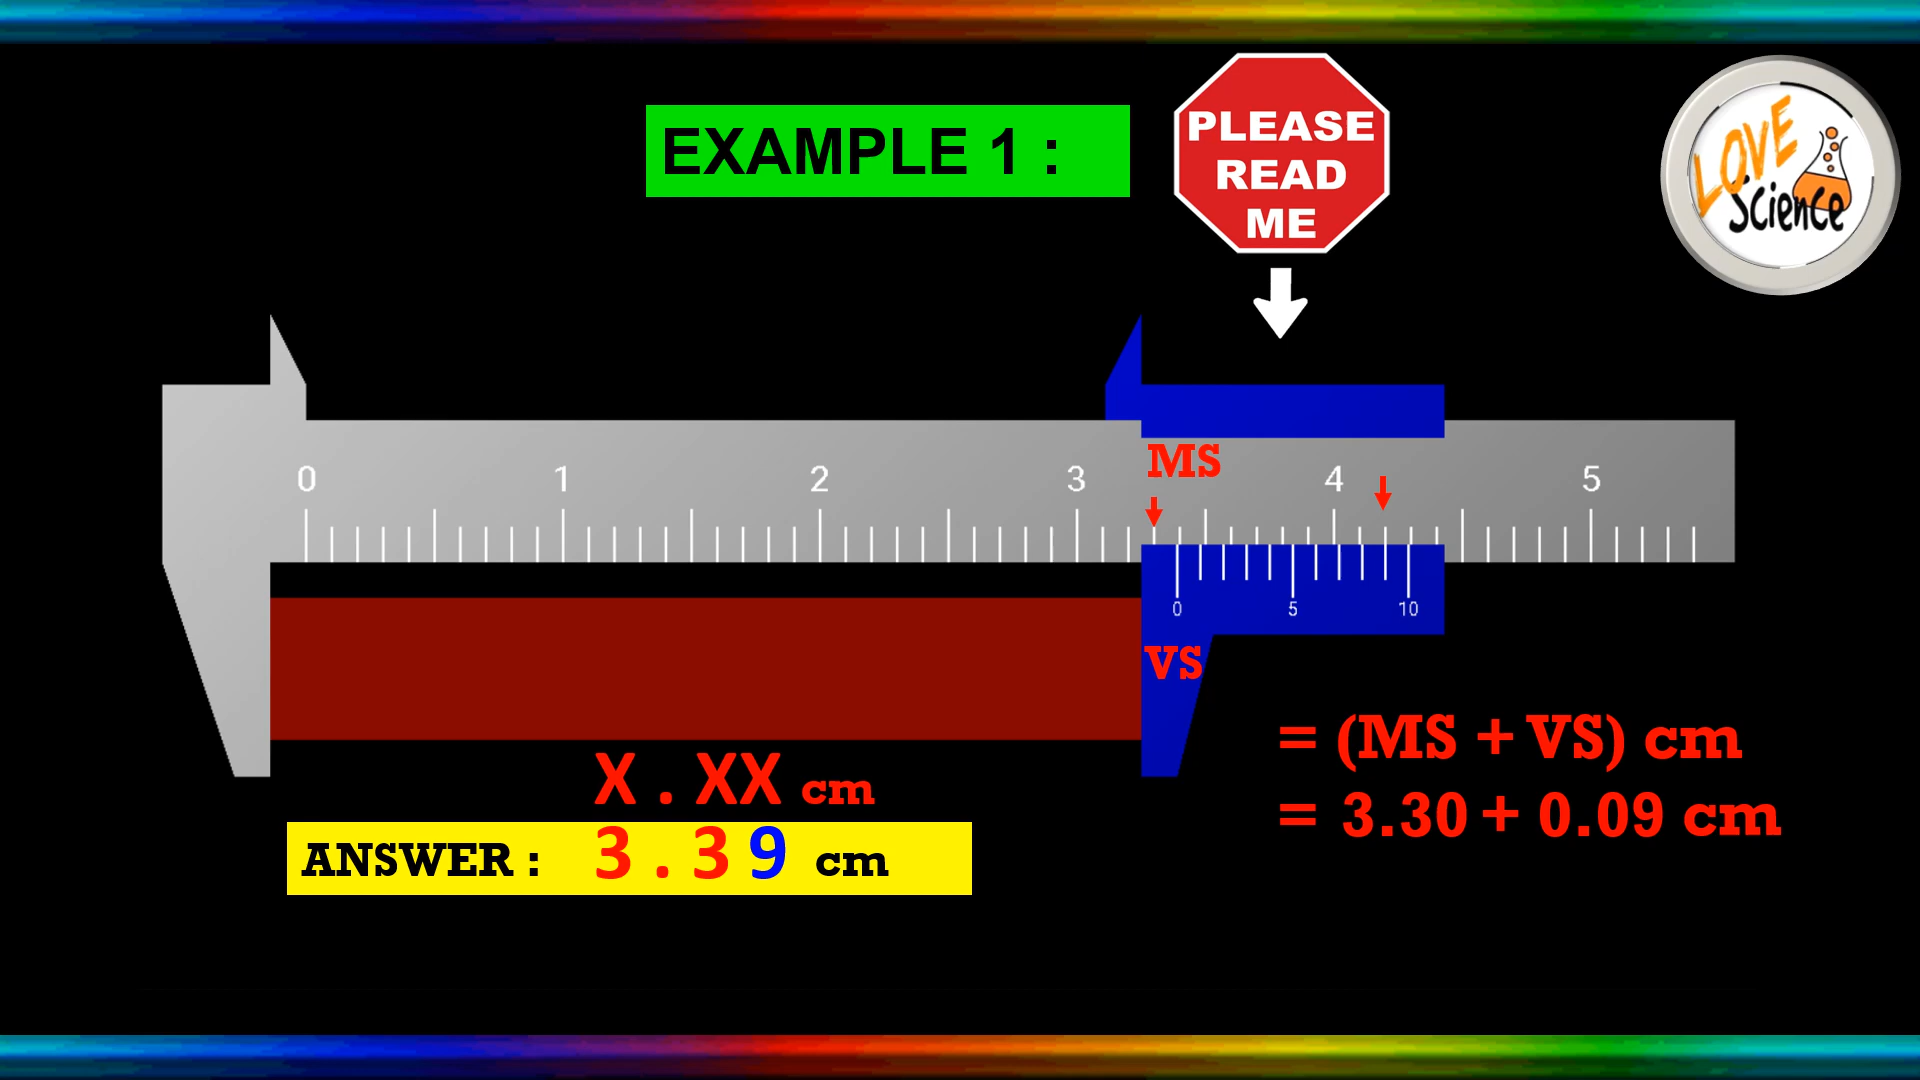 EXAMPLE 1 :
PLEASE
READ
ME
LOVE
Science
MS
0 1 2 3 4 5
0 5 10
VS
= (MS + VS) cm
X . XX cm
= 3.30 + 0.09 cm
ANSWER : 3 . 3 9 cm